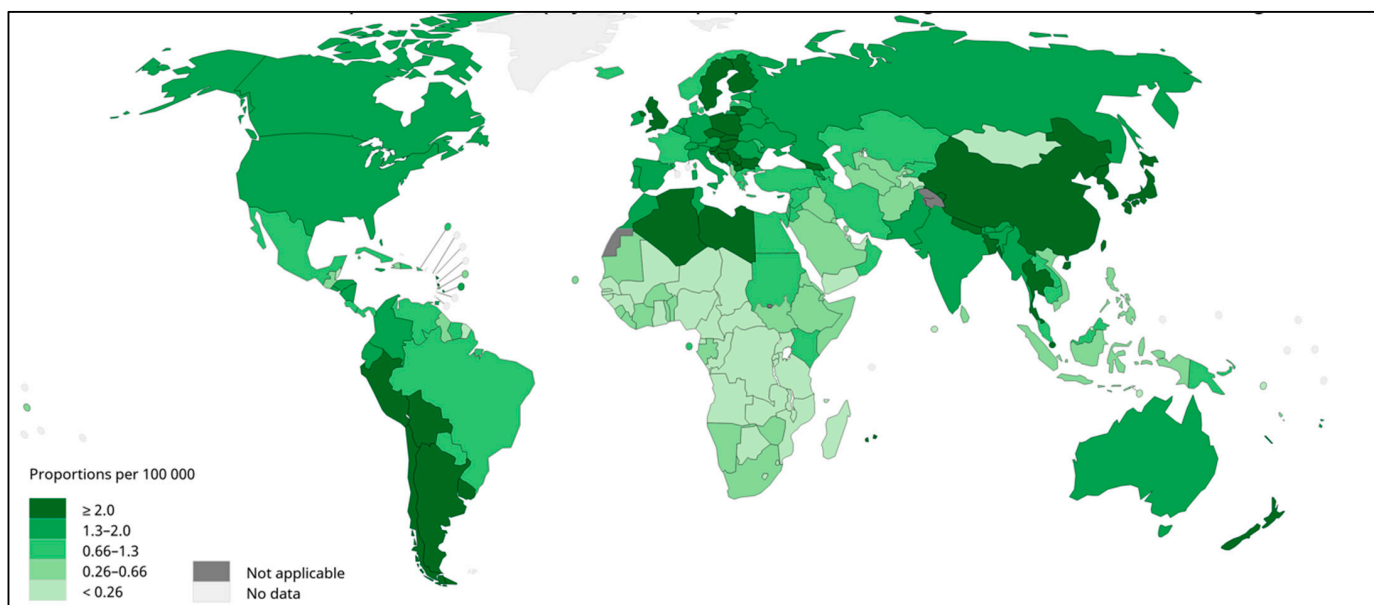 Proportions per 100 000
≥ 2.0
1.3–2.0
0.66–1.3
0.26–0.66
< 0.26
Not applicable
No data